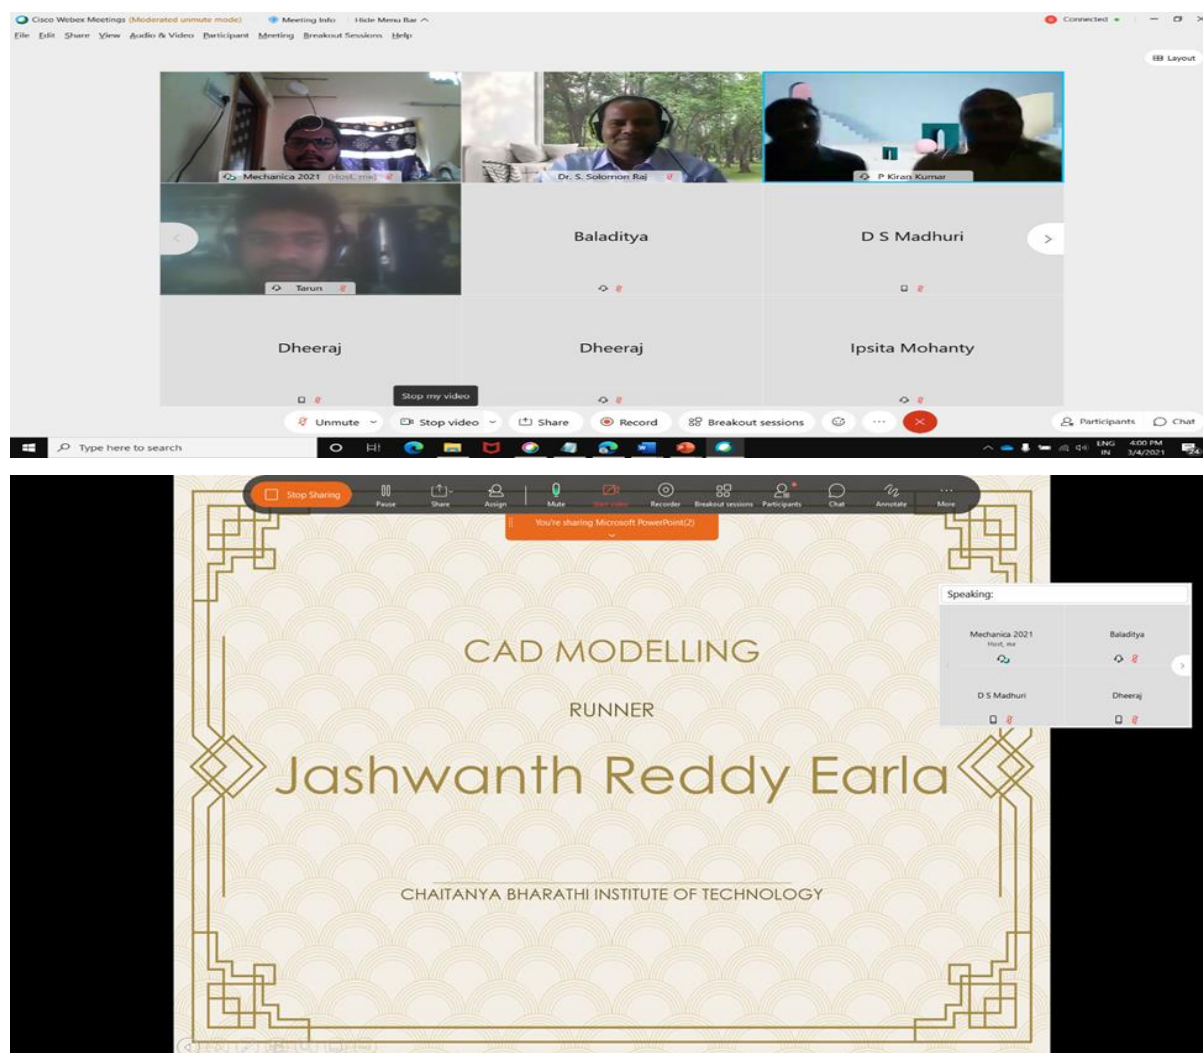 Cisco Webex Meetings (Moderated unmute mode) Meeting Info Hide Menu Bar Connected
File Edit Share View Audio & Video Participant Meeting Breakout Sessions Help
Layout
Mechanica 2021 (Host, me) Dr. S. Solomon Raj P Kiran Kumar
Tarun Baladitya D S Madhuri
Dheeraj Dheeraj Ipsita Mohanty
Stop my video
Unmute Stop video Share Record Breakout sessions Participants Chat
Type here to search ENG 4:00 PM
IN 3/4/2021 24
Stop Sharing Pause Share Assign Mute Start video Recorder Breakout sessions Participants Chat Annotate More
You're sharing Microsoft PowerPoint(2)
Speaking:
Mechanica 2021 Baladitya
Host, me
D S Madhuri Dheeraj
CAD MODELLING
RUNNER
Jashwanth Reddy Earla
CHAITANYA BHARATHI INSTITUTE OF TECHNOLOGY